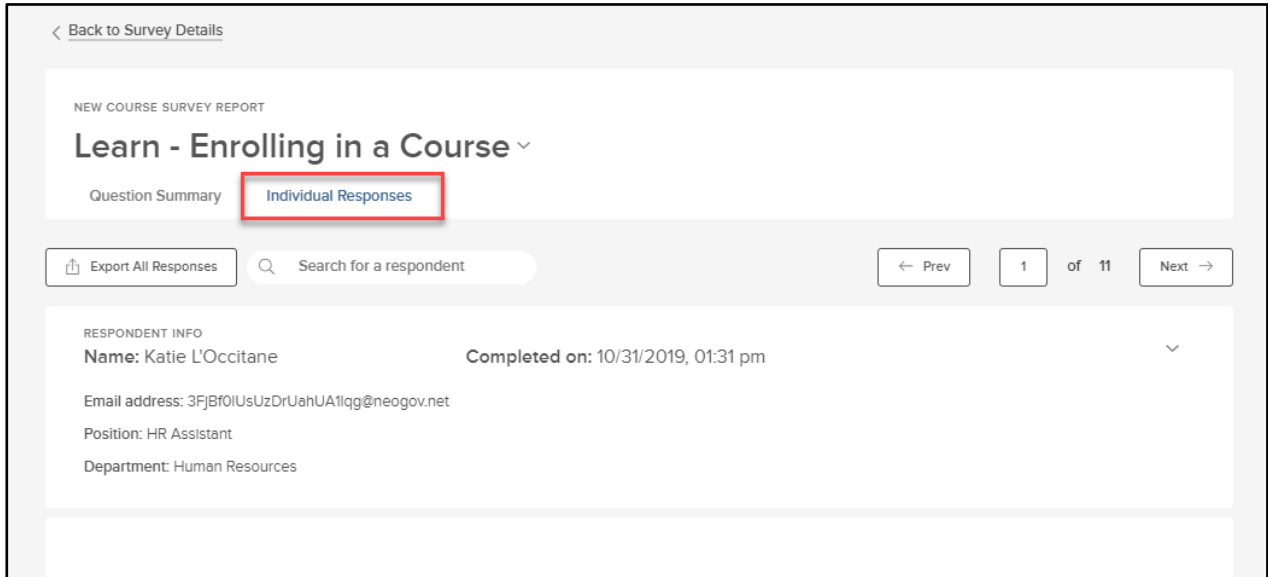 Back to Survey Details
NEW COURSE SURVEY REPORT
Learn - Enrolling in a Course
Question Summary Individual Responses
Export All Responses Search for a respondent Prev 1 of 11 Next
RESPONDENT INFO
Name: Katie L'Occitane Completed on: 10/31/2019, 01:31 pm
Email address: 3FjBf0lUsUzDrUahUA1lqg@neogov.net
Position: HR Assistant
Department: Human Resources